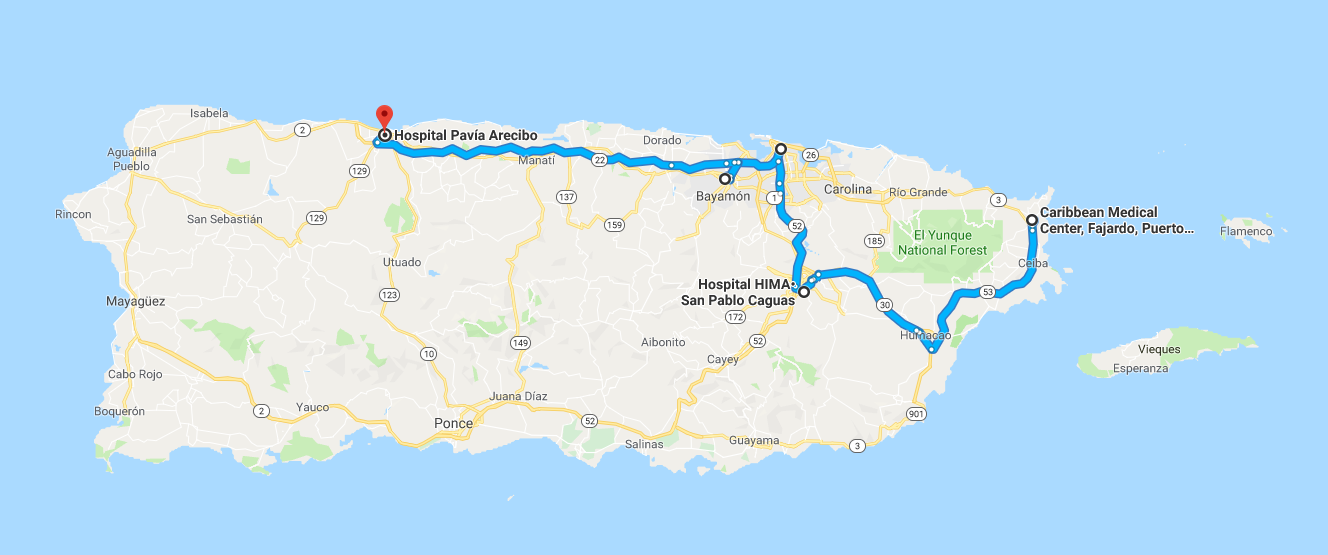 Isabela
2
Hospital Pavía Arecibo
Dorado
Aguadilla
Pueblo
Manatí
22
26
129
Bayamón
Carolina
Río Grande
137
1
3
Rincon
San Sebastián
129
159
52
185
El Yunque
National Forest
Caribbean Medical
Center, Fajardo, Puerto...
Flamenco
Utuado
Ceiba
Hospital HIMA
San Pablo Caguas
Mayagüez
123
53
30
172
Humacao
10
149
Aibonito
52
Cayey
Vieques
Esperanza
Cabo Rojo
Boquerón
2
Yauco
Juana Díaz
Ponce
52
Salinas
Guayama
3
901